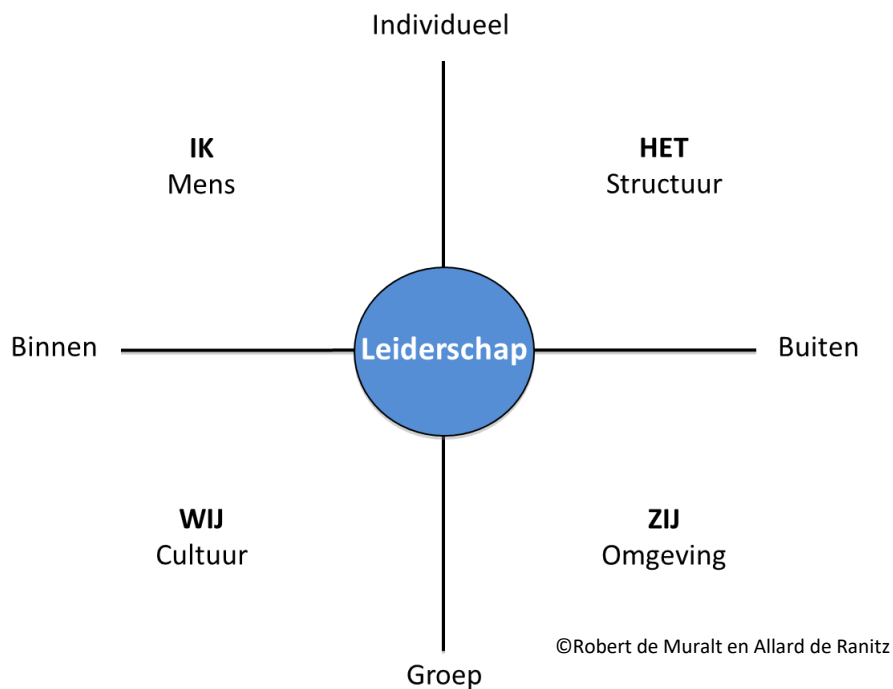 Individueel
IK
Mens
HET
Structuur
Binnen
Leiderschap
Buiten
WIJ
Cultuur
ZIJ
Omgeving
©Robert de Muralt en Allard de Ranitz
Groep